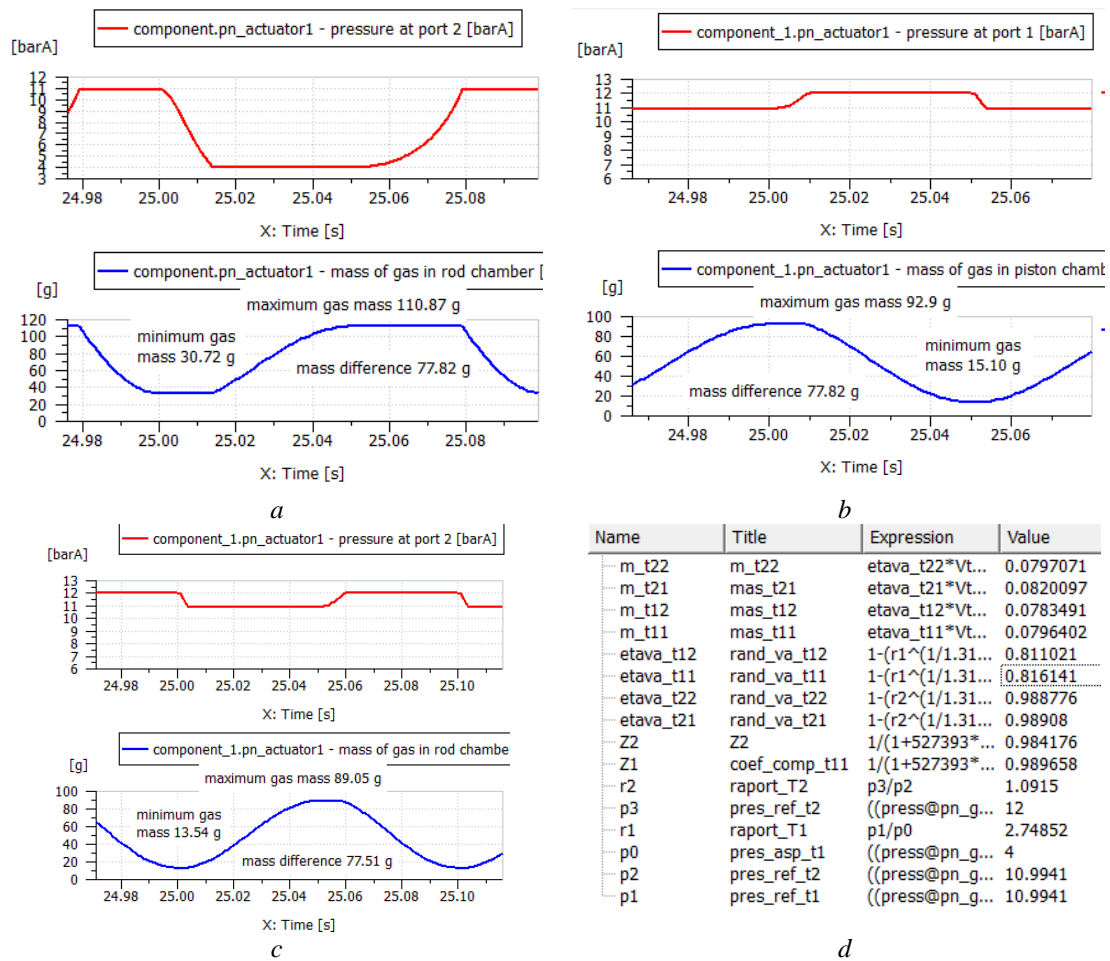 component.pn_actuator1 - pressure at port 2 [barA]
[barA]
12
11
10
9
8
7
6
5
4
3
24.98 25.00 25.02 25.04 25.06 25.08
X: Time [s]
component.pn_actuator1 - mass of gas in rod chamber [
[g]
maximum gas mass 110.87 g
minimum gas
mass 30.72 g
mass difference 77.82 g
120
100
80
60
40
20
0
24.98 25.00 25.02 25.04 25.06 25.08
X: Time [s]
a
component_1.pn_actuator1 - pressure at port 1 [barA]
[barA]
13
12
11
10
9
8
7
6
24.98 25.00 25.02 25.04 25.06
X: Time [s]
component_1.pn_actuator1 - mass of gas in piston chamb
[g]
maximum gas mass 92.9 g
minimum gas
mass 15.10 g
mass difference 77.82 g
100
80
60
40
20
0
24.98 25.00 25.02 25.04 25.06
X: Time [s]
b
component_1.pn_actuator1 - pressure at port 2 [barA]
[barA]
13
12
11
10
9
8
7
6
24.98 25.00 25.02 25.04 25.06 25.08 25.10
X: Time [s]
component_1.pn_actuator1 - mass of gas in rod chambe
[g]
maximum gas mass 89.05 g
minimum gas
mass 13.54 g
mass difference 77.51 g
100
80
60
40
20
0
24.98 25.00 25.02 25.04 25.06 25.08 25.10
X: Time [s]
c
Name Title Expression Value
m_t22 m_t22 etava_t22*Vt... 0.0797071
m_t21 mas_t21 etava_t21*Vt... 0.0820097
m_t12 mas_t12 etava_t12*Vt... 0.0783491
m_t11 mas_t11 etava_t11*Vt... 0.0796402
etava_t12 rand_va_t12 1-(r1^(1/1.31... 0.811021
etava_t11 rand_va_t11 1-(r1^(1/1.31... 0.816141
etava_t22 rand_va_t22 1-(r2^(1/1.31... 0.988776
etava_t21 rand_va_t21 1-(r2^(1/1.31... 0.98908
Z2 Z2 1/(1+527393*... 0.984176
Z1 coef_comp_t11 1/(1+527393*... 0.989658
r2 raport_T2 p3/p2 1.0915
p3 pres_ref_t2 ((press@pn_g... 12
r1 raport_T1 p1/p0 2.74852
p0 pres_asp_t1 ((press@pn_g... 4
p2 pres_ref_t2 ((press@pn_g... 10.9941
p1 pres_ref_t1 ((press@pn_g... 10.9941
d